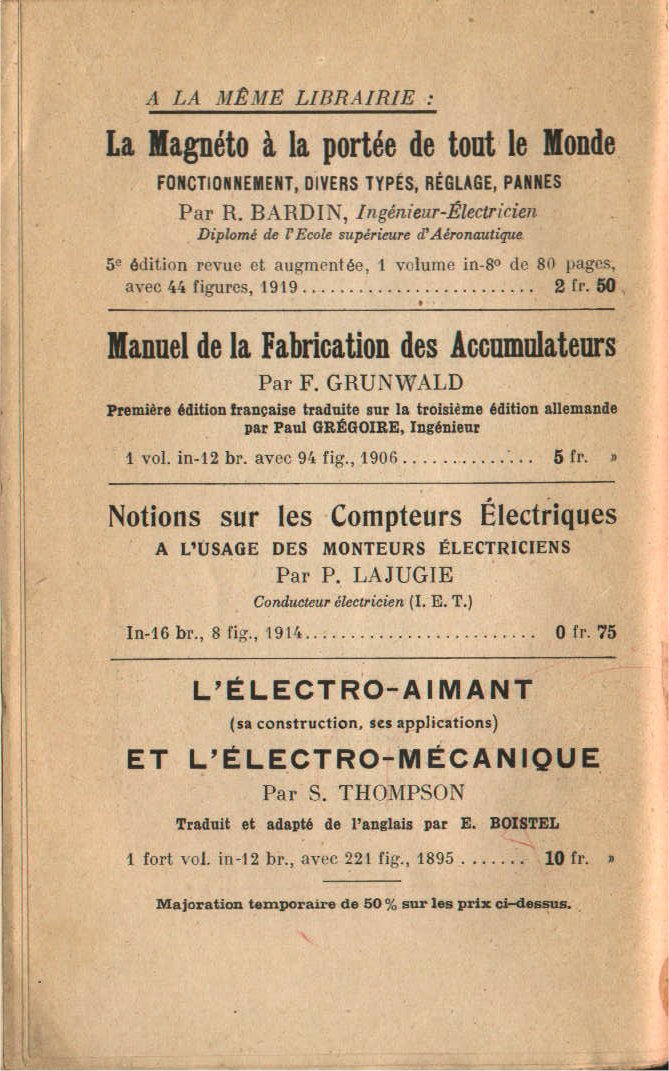 A LA MÊME LIBRAIRIE :
La Magnéto à la portée de tout le Monde
FONCTIONNEMENT, DIVERS TYPES, RÉGLAGE, PANNES
Par R. BARDIN, Ingénieur-Électricien
Diplomé de l'Ecole supérieure d'Aéronautique
5e édition revue et augmentée, 1 volume in-8o de 80 pages,
avec 44 figures, 1919......................... 2 fr. 50
Manuel de la Fabrication des Accumulateurs
Par F. GRUNWALD
Première édition française traduite sur la troisième édition allemande
par Paul GRÉGOIRE, Ingénieur
1 vol. in-12 br. avec 94 fig., 1906............... 5 fr. »
Notions sur les Compteurs Électriques
A L'USAGE DES MONTEURS ÉLECTRICIENS
Par P. LAJUGIE
Conducteur électricien (I. E. T.)
In-16 br., 8 fig., 1914......................... 0 fr. 75
L'ÉLECTRO-AIMANT
(sa construction, ses applications)
ET L'ÉLECTRO-MÉCANIQUE
Par S. THOMPSON
Traduit et adapté de l'anglais par E. BOISTEL
1 fort vol. in-12 br., avec 221 fig., 1895 ....... 10 fr. »
Majoration temporaire de 50 % sur les prix ci-dessus.